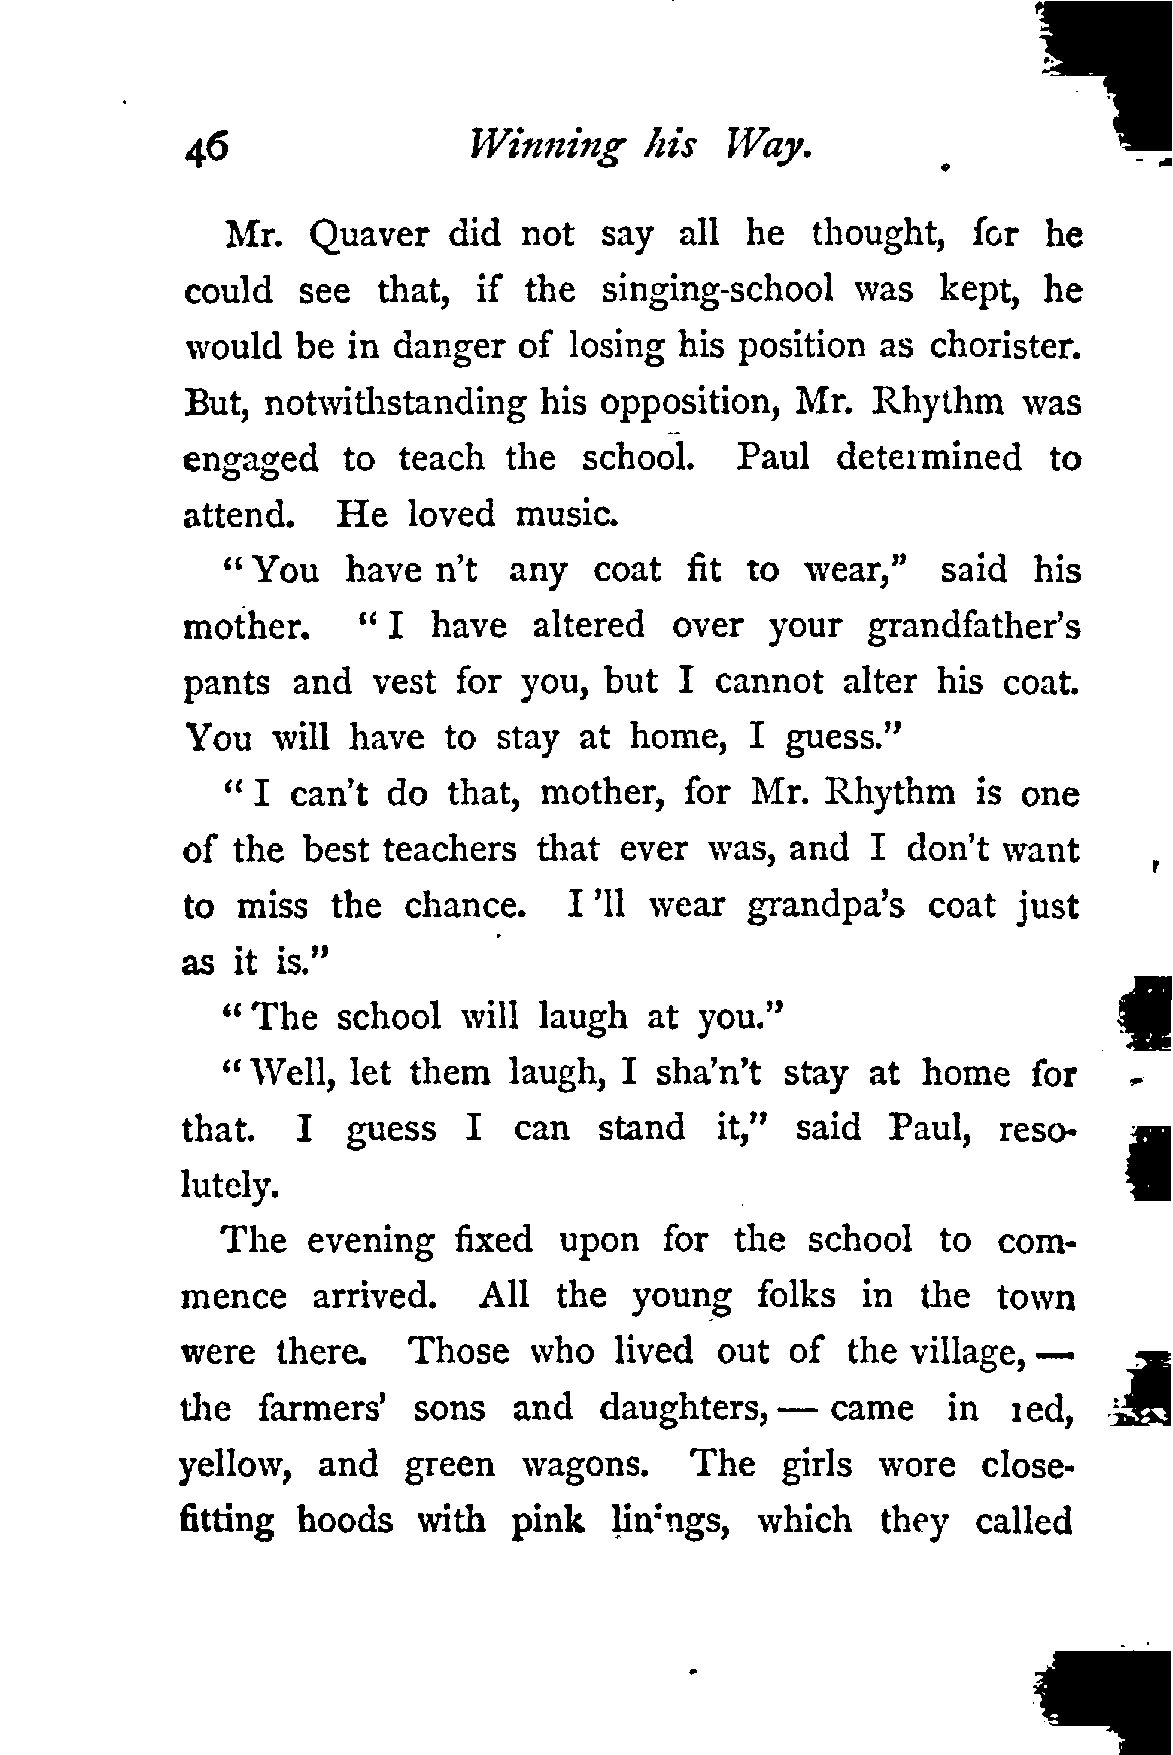 46 Winning his Way.
Mr. Quaver did not say all he thought, for he
could see that, if the singing-school was kept, he
would be in danger of losing his position as chorister.
But, notwithstanding his opposition, Mr. Rhythm was
engaged to teach the school. Paul determined to
attend. He loved music.
“You have n't any coat fit to wear,” said his
mother. “I have altered over your grandfather's
pants and vest for you, but I cannot alter his coat.
You will have to stay at home, I guess.”
“I can't do that, mother, for Mr. Rhythm is one
of the best teachers that ever was, and I don't want
to miss the chance. I 'll wear grandpa's coat just
as it is.”
“The school will laugh at you.”
“Well, let them laugh, I sha'n't stay at home for
that. I guess I can stand it,” said Paul, reso-
lutely.
The evening fixed upon for the school to com-
mence arrived. All the young folks in the town
were there. Those who lived out of the village, —
the farmers' sons and daughters, — came in red,
yellow, and green wagons. The girls wore close-
fitting hoods with pink linings, which they called